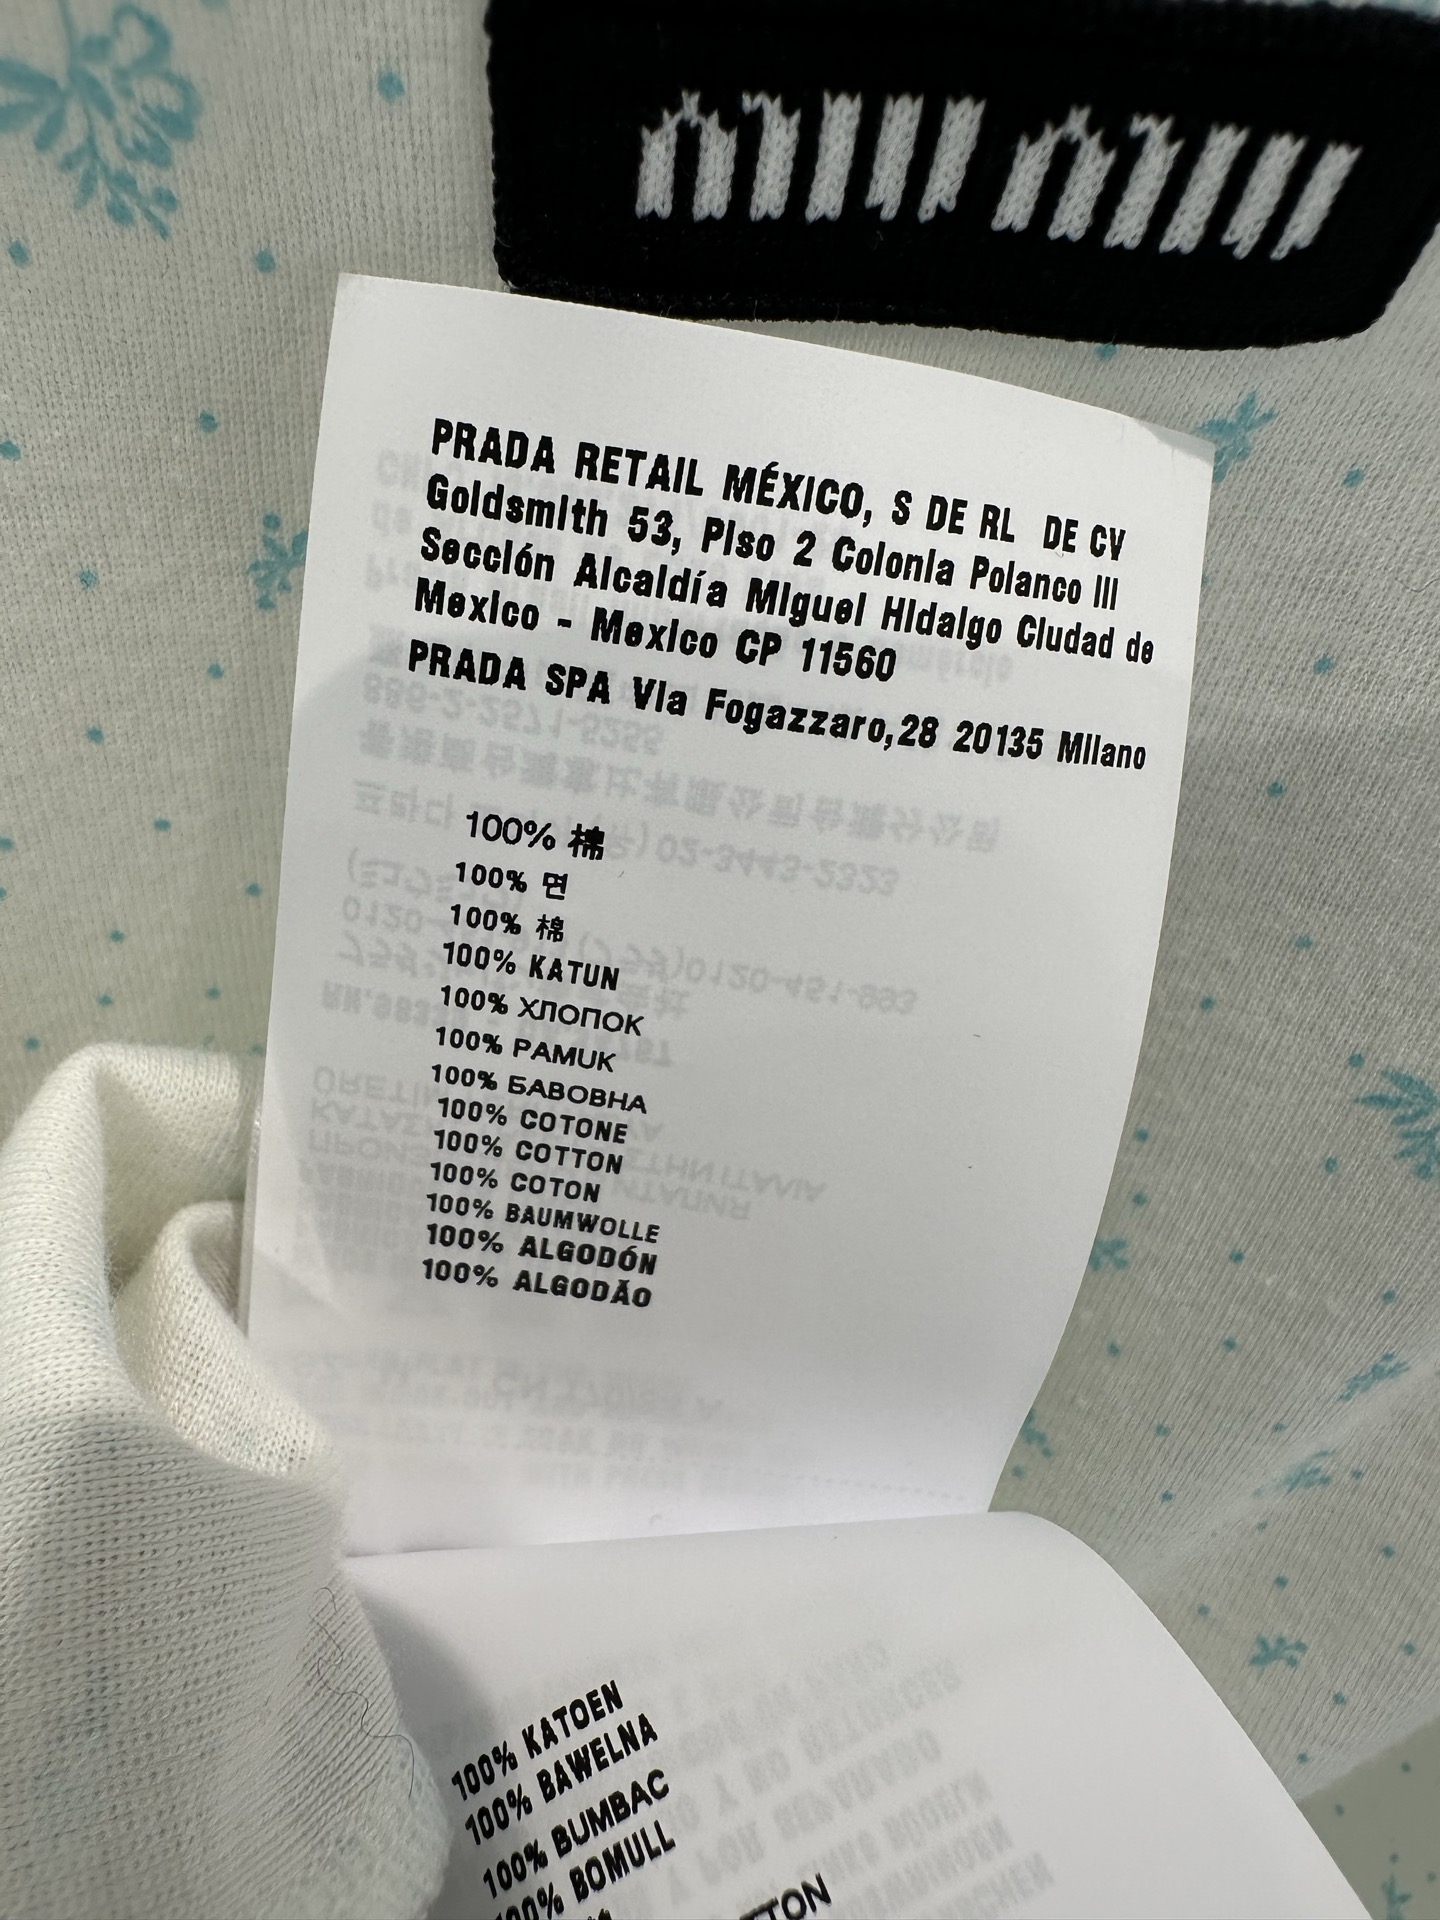 miu miu
PRADA RETAIL MÉXICO, S DE RL DE CV
Goldsmith 53, Piso 2 Colonia Polanco III
Sección Alcaldía Miguel Hidalgo Ciudad de
Mexico - Mexico CP 11560
PRADA SPA Via Fogazzaro,28 20135 Milano
100% 棉
100% 면
100% 棉
100% KATUN
100% ХЛОПОК
100% PAMUK
100% БАВОВНА
100% COTONE
100% COTTON
100% COTON
100% BAUMWOLLE
100% ALGODÓN
100% ALGODÃO
100% KATOEN
100% BAWELNA
100% BUMBAC
100% BOMULL